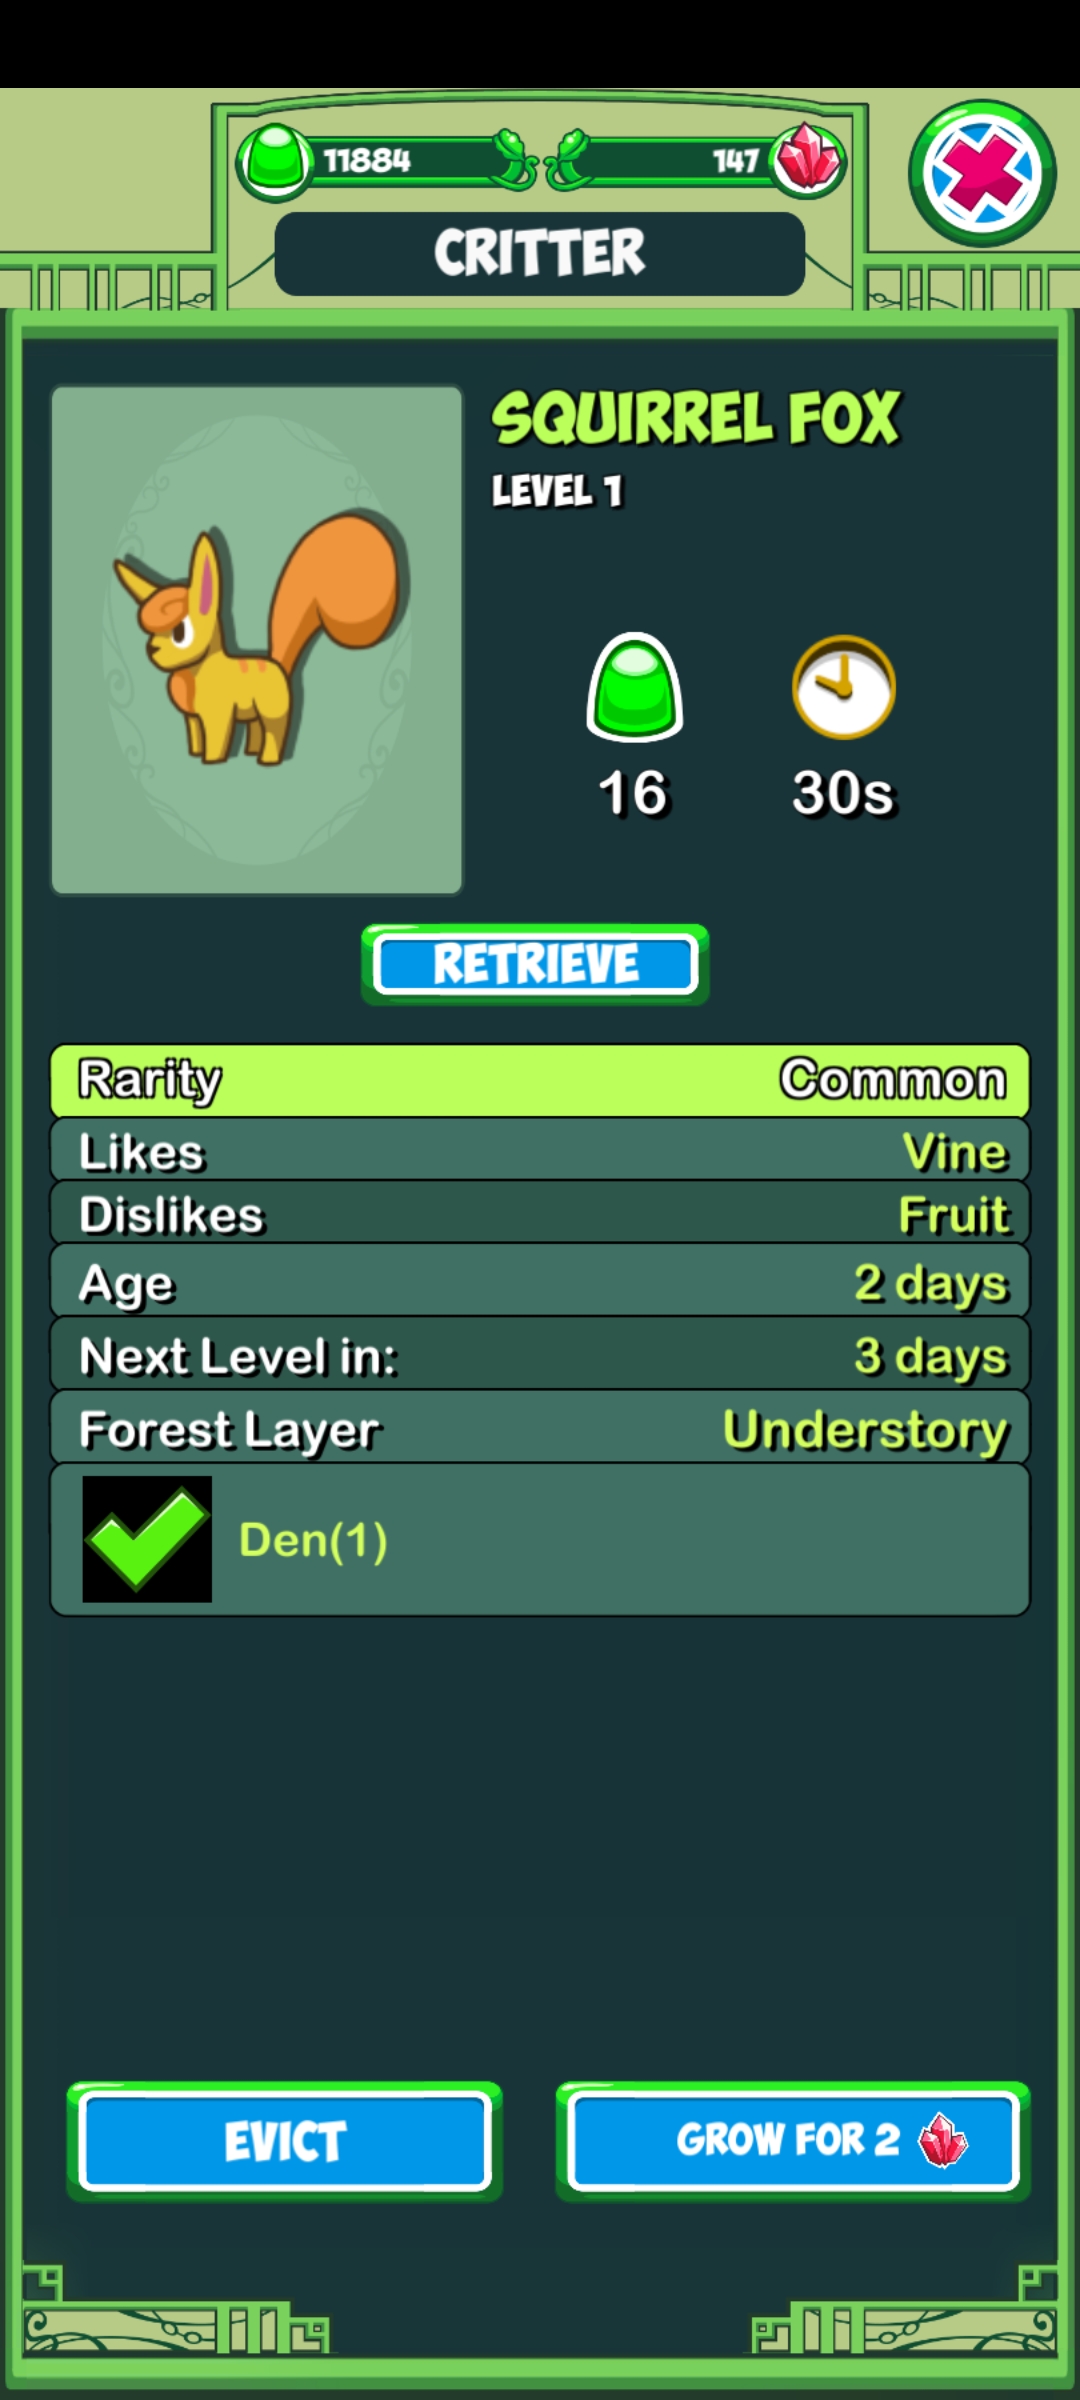 11884 147
CRITTER
SQUIRREL FOX
LEVEL 1
16 30s
RETRIEVE
Rarity Common
Likes Vine
Dislikes Fruit
Age 2 days
Next Level in: 3 days
Forest Layer Understory
Den(1)
EVICT GROW FOR 2